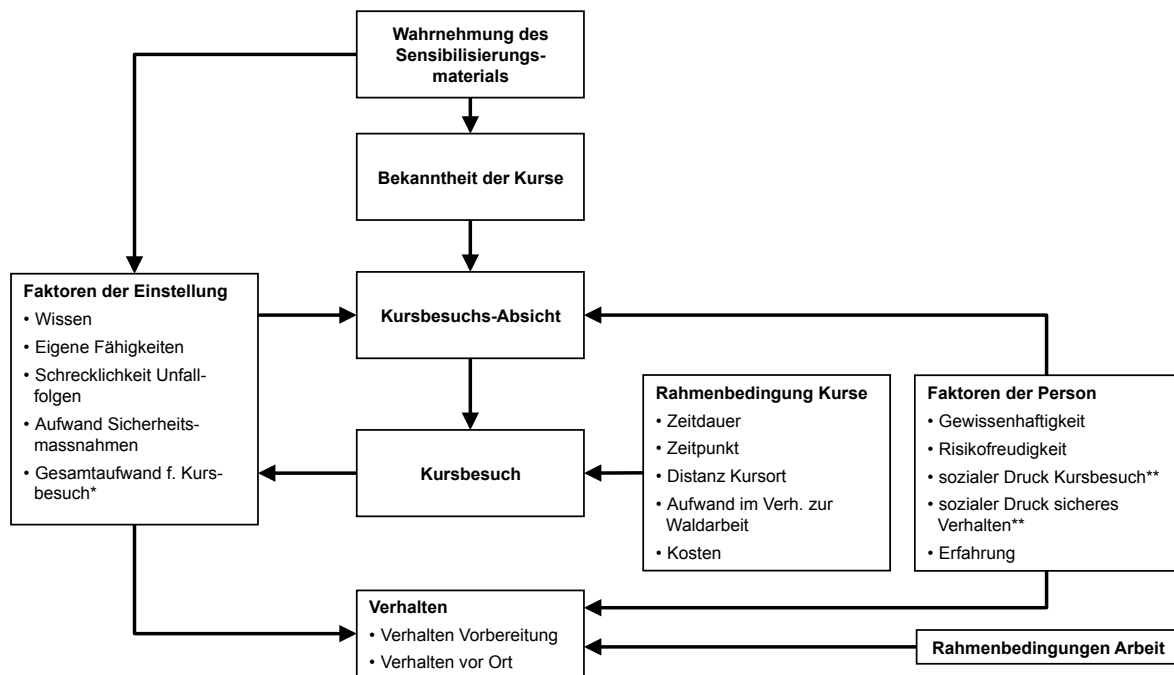 Wahrnehmung des
Sensibilisierungs-
materials
Bekanntheit der Kurse
Faktoren der Einstellung
• Wissen
• Eigene Fähigkeiten
• Schrecklichkeit Unfall-
folgen
• Aufwand Sicherheits-
massnahmen
• Gesamtaufwand f. Kurs-
besuch*
Kursbesuchs-Absicht
Kursbesuch
Rahmenbedingung Kurse
• Zeitdauer
• Zeitpunkt
• Distanz Kursort
• Aufwand im Verh. zur
Waldarbeit
• Kosten
Faktoren der Person
• Gewissenhaftigkeit
• Risikofreudigkeit
• sozialer Druck Kursbesuch**
• sozialer Druck sicheres
Verhalten**
• Erfahrung
Verhalten
• Verhalten Vorbereitung
• Verhalten vor Ort
Rahmenbedingungen Arbeit